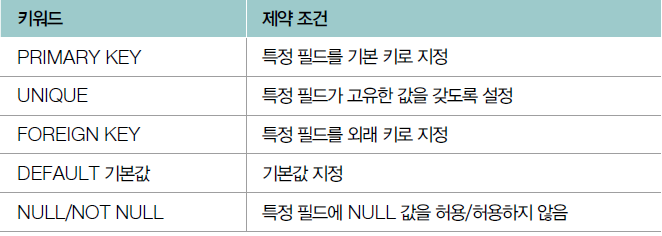 키워드 제약 조건
PRIMARY KEY 특정 필드를 기본 키로 지정
UNIQUE 특정 필드가 고유한 값을 갖도록 설정
FOREIGN KEY 특정 필드를 외래 키로 지정
DEFAULT 기본값 기본값 지정
NULL/NOT NULL 특정 필드에 NULL 값을 허용/허용하지 않음